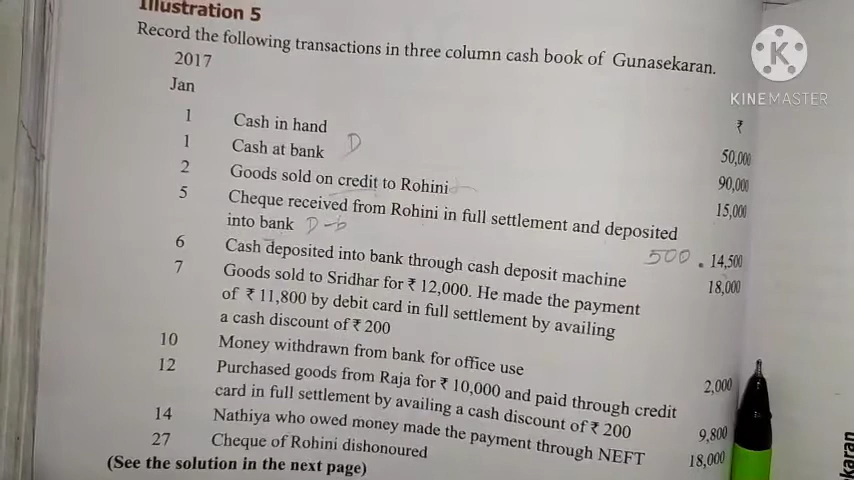 Illustration 5
Record the following transactions in three column cash book of Gunasekaran.
K
KINEMASTER
2017
Jan
₹
1 Cash in hand 50,000
1 Cash at bank D 90,000
2 Goods sold on credit to Rohini 15,000
5 Cheque received from Rohini in full settlement and deposited
into bank D-b 500 . 14,500
6 Cash deposited into bank through cash deposit machine 18,000
7 Goods sold to Sridhar for ₹ 12,000. He made the payment
of ₹ 11,800 by debit card in full settlement by availing
a cash discount of ₹ 200
10 Money withdrawn from bank for office use 2,000
12 Purchased goods from Raja for ₹ 10,000 and paid through credit
card in full settlement by availing a cash discount of ₹ 200 9,800
14 Nathiya who owed money made the payment through NEFT 18,000
27 Cheque of Rohini dishonoured
(See the solution in the next page)
karan